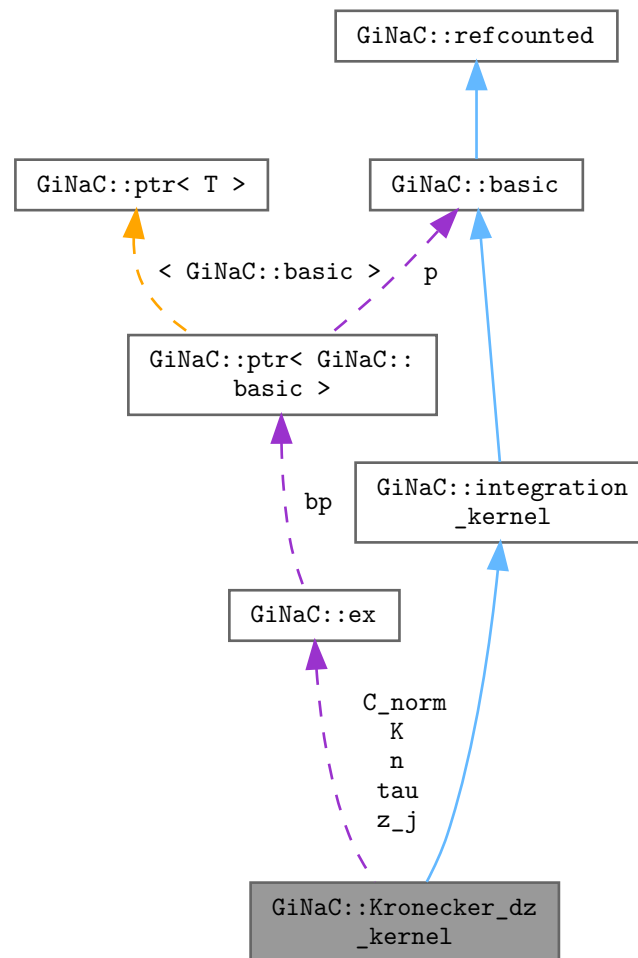 GiNaC::refcounted
GiNaC::ptr< T >
GiNaC::basic
< GiNaC::basic >
p
GiNaC::ptr< GiNaC::
basic >
GiNaC::integration
_kernel
bp
GiNaC::ex
C_norm
K
n
tau
z_j
GiNaC::Kronecker_dz
_kernel